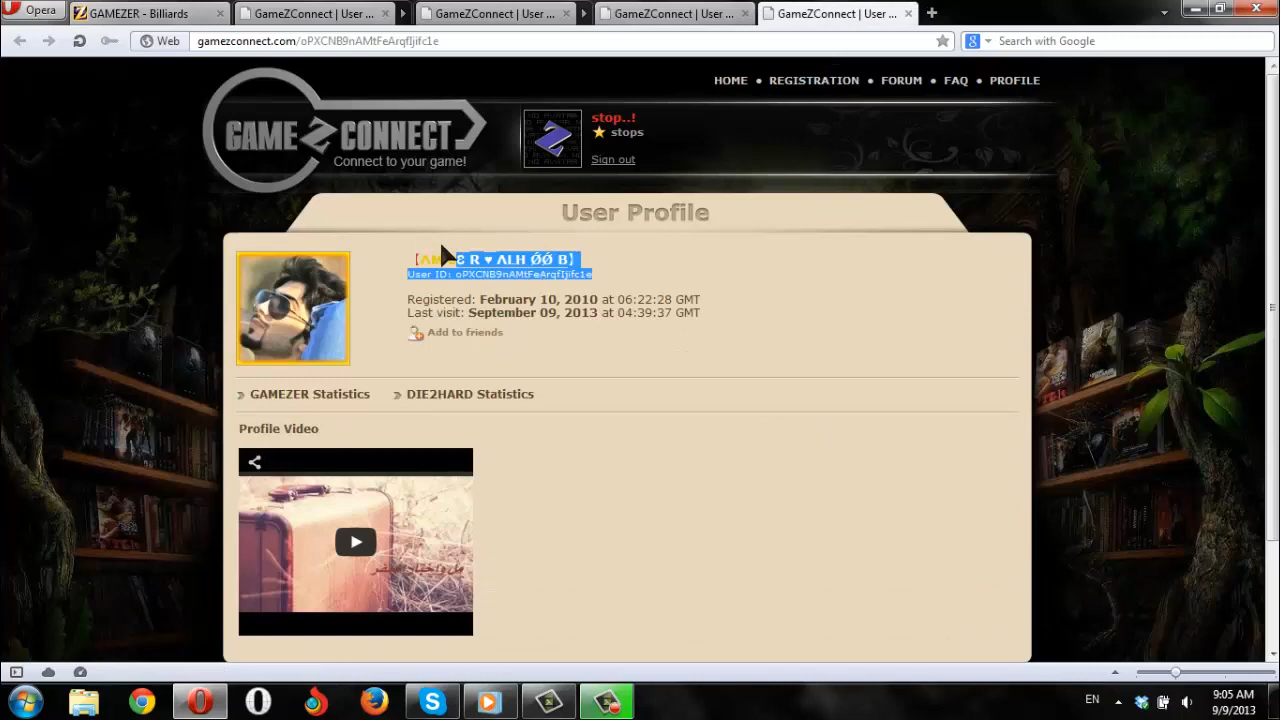 Opera
GAMEZER - Billiards
GameZConnect | User ...
GameZConnect | User ...
GameZConnect | User ...
GameZConnect | User ...
Web
gamezconnect.com/oPXCNB9nAMtFeArqfIjifc1e
Search with Google
HOME • REGISTRATION • FORUM • FAQ • PROFILE
GAME Z CONNECT
Connect to your game!
stop..!
stops
Sign out
User Profile
Ɛ R ♥ ΛLH ǾǾ B】
User ID: oPXCNB9nAMtFeArqfIjifc1e
Registered: February 10, 2010 at 06:22:28 GMT
Last visit: September 09, 2013 at 04:39:37 GMT
Add to friends
» GAMEZER Statistics
» DIE2HARD Statistics
Profile Video
EN
9:05 AM
9/9/2013